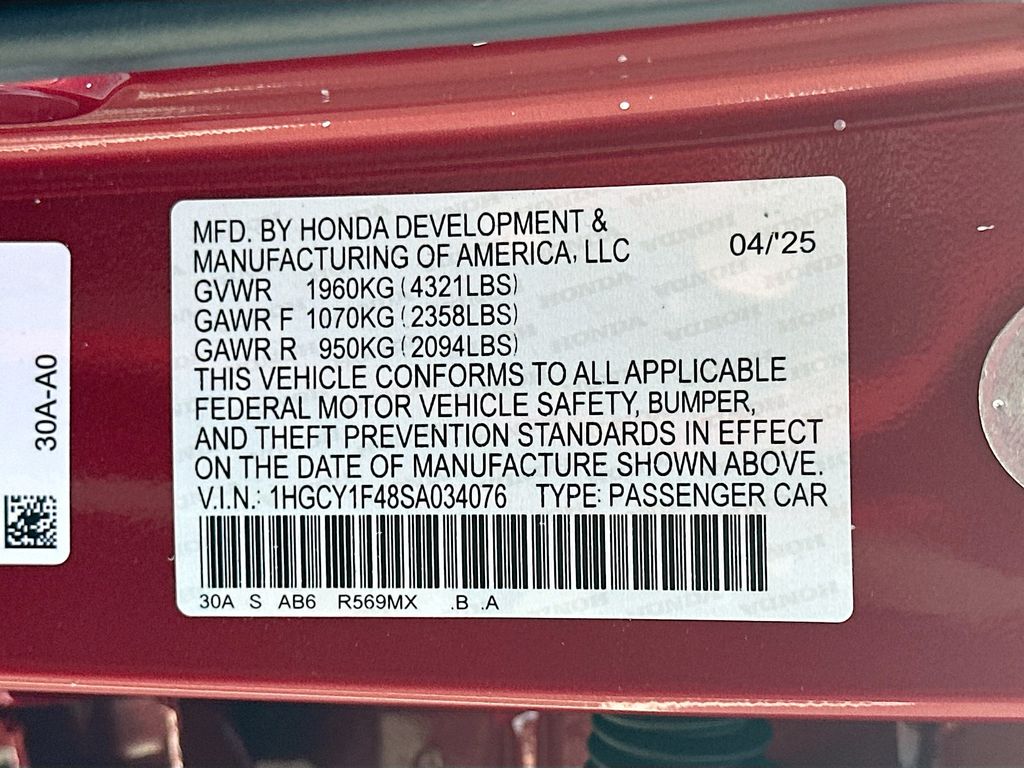 MFD. BY HONDA DEVELOPMENT &
MANUFACTURING OF AMERICA, LLC 04/'25
GVWR 1960KG (4321LBS)
GAWR F 1070KG (2358LBS)
GAWR R 950KG (2094LBS)
THIS VEHICLE CONFORMS TO ALL APPLICABLE
FEDERAL MOTOR VEHICLE SAFETY, BUMPER,
AND THEFT PREVENTION STANDARDS IN EFFECT
ON THE DATE OF MANUFACTURE SHOWN ABOVE.
V.I.N.: 1HGCY1F48SA034076 TYPE: PASSENGER CAR
30A S AB6 R569MX .B .A
30A-A0